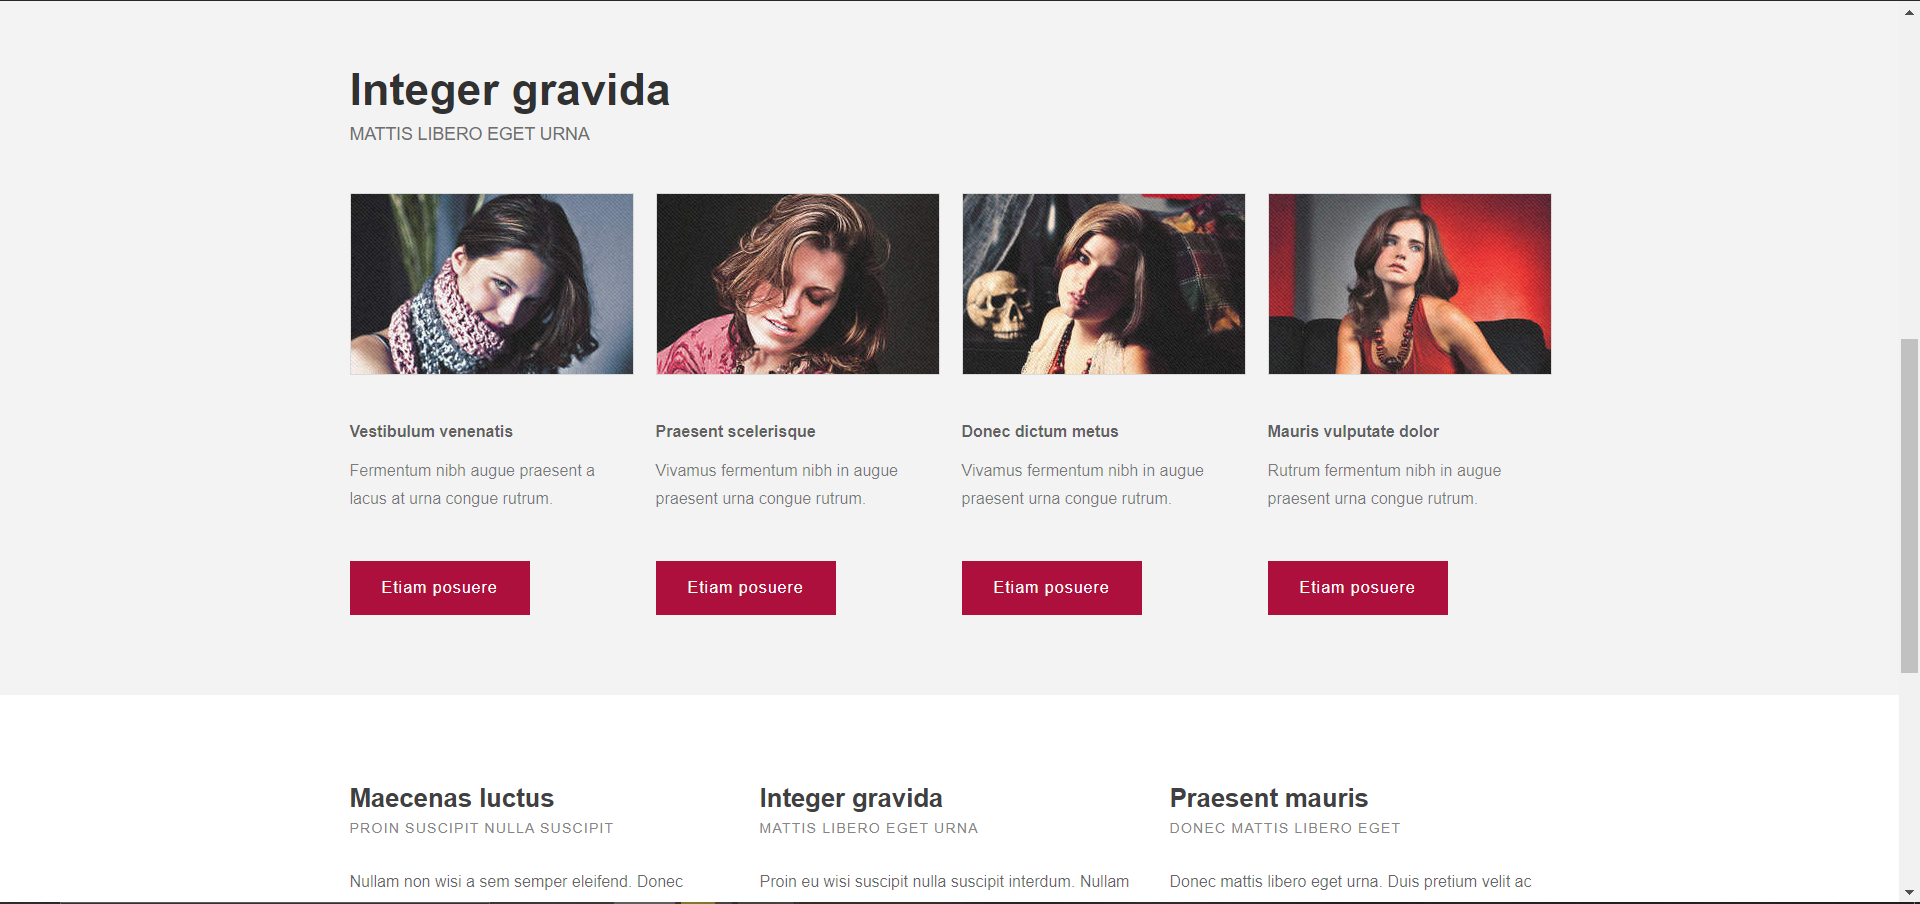 Integer gravida
MATTIS LIBERO EGET URNA
Vestibulum venenatis
Fermentum nibh augue praesent a
lacus at urna congue rutrum.
Etiam posuere
Praesent scelerisque
Vivamus fermentum nibh in augue
praesent urna congue rutrum.
Etiam posuere
Donec dictum metus
Vivamus fermentum nibh in augue
praesent urna congue rutrum.
Etiam posuere
Mauris vulputate dolor
Rutrum fermentum nibh in augue
praesent urna congue rutrum.
Etiam posuere
Maecenas luctus
PROIN SUSCIPIT NULLA SUSCIPIT
Nullam non wisi a sem semper eleifend. Donec
Integer gravida
MATTIS LIBERO EGET URNA
Proin eu wisi suscipit nulla suscipit interdum. Nullam
Praesent mauris
DONEC MATTIS LIBERO EGET
Donec mattis libero eget urna. Duis pretium velit ac